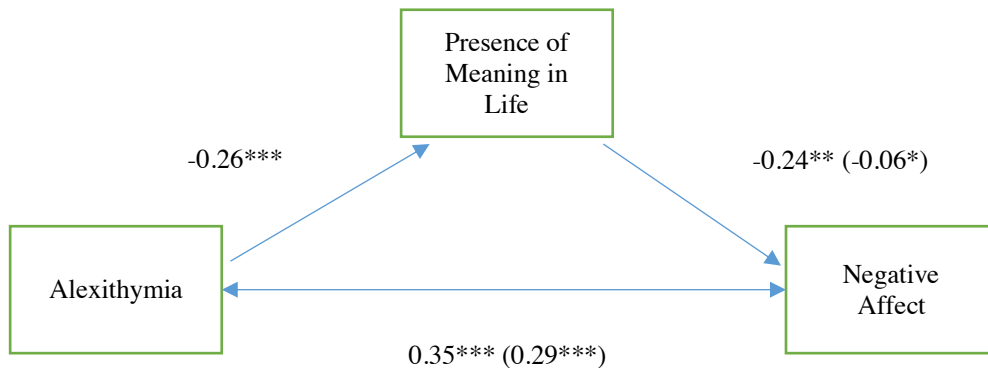 Presence of
Meaning in
Life
-0.26***
-0.24** (-0.06*)
Alexithymia
Negative
Affect
0.35*** (0.29***)